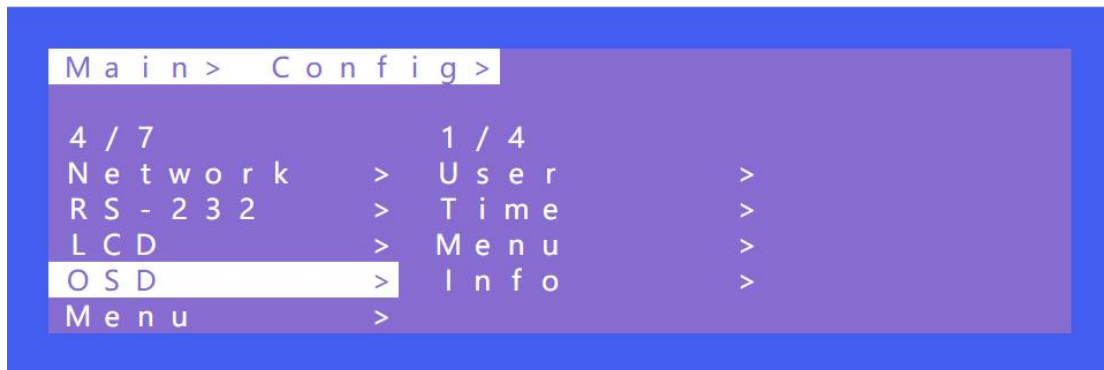 Main> Config>
4/7 1/4
Network > User >
RS-232 > Time >
LCD > Menu >
OSD > Info >
Menu >